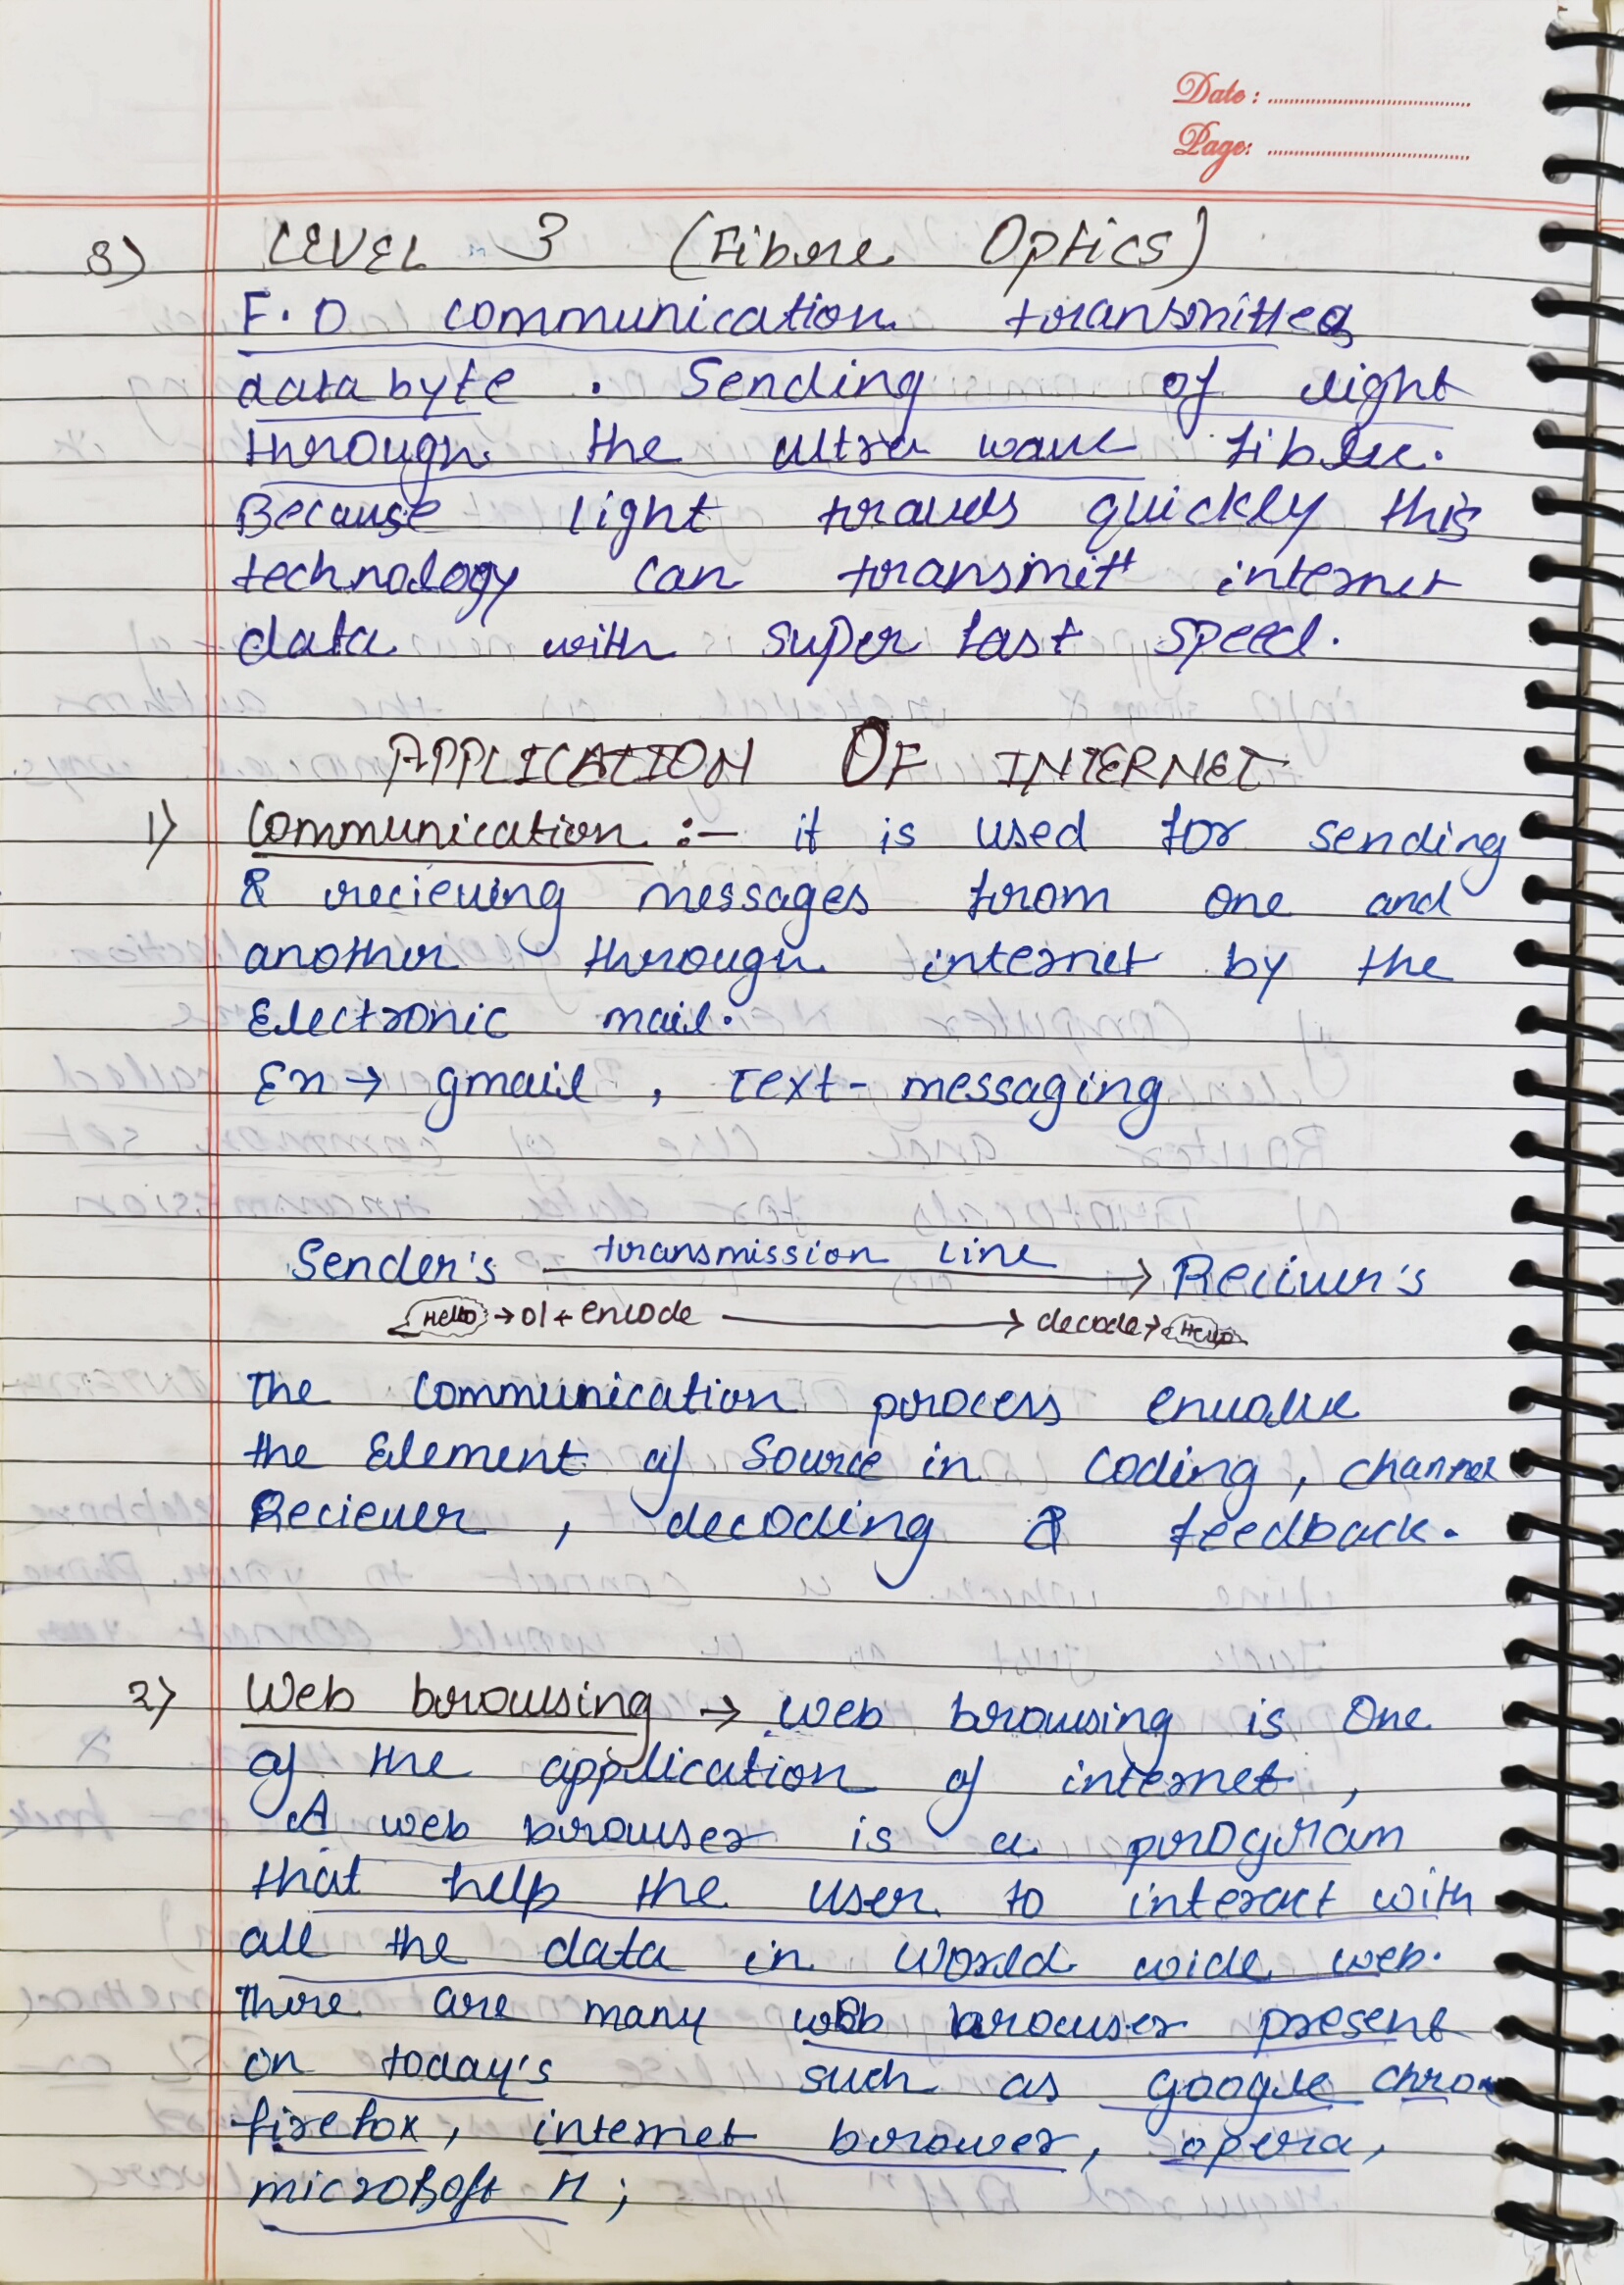 Date :
Page:
3) LEVEL - 3 (Fibre Optics)
F.O communication transmitted
data byte . Sending of light
through the ultra wave fibre.
Because light travels quickly this
technology can transmitt internet
data with super fast speed.
APPLICATION OF INTERNET
1) Communication :- it is used for sending
& recieving messages from one and
another through internet by the
Electronic mail.
Ex → gmail , Text - messaging
Sender's transmission line → Reciver's
Hello → 01 + encode → decode → Hello
The Communication process envolve
the Element of Source in coding , channel
Reciever , decoding & feedback.
2) Web browsing → web browsing is One
of the application of internet ,
A web browser is a program
that help the user to interact with
all the data in World wide web.
There are many web browser present
on today's such as google chrom
firefox, internet borower, opera,
microsoft